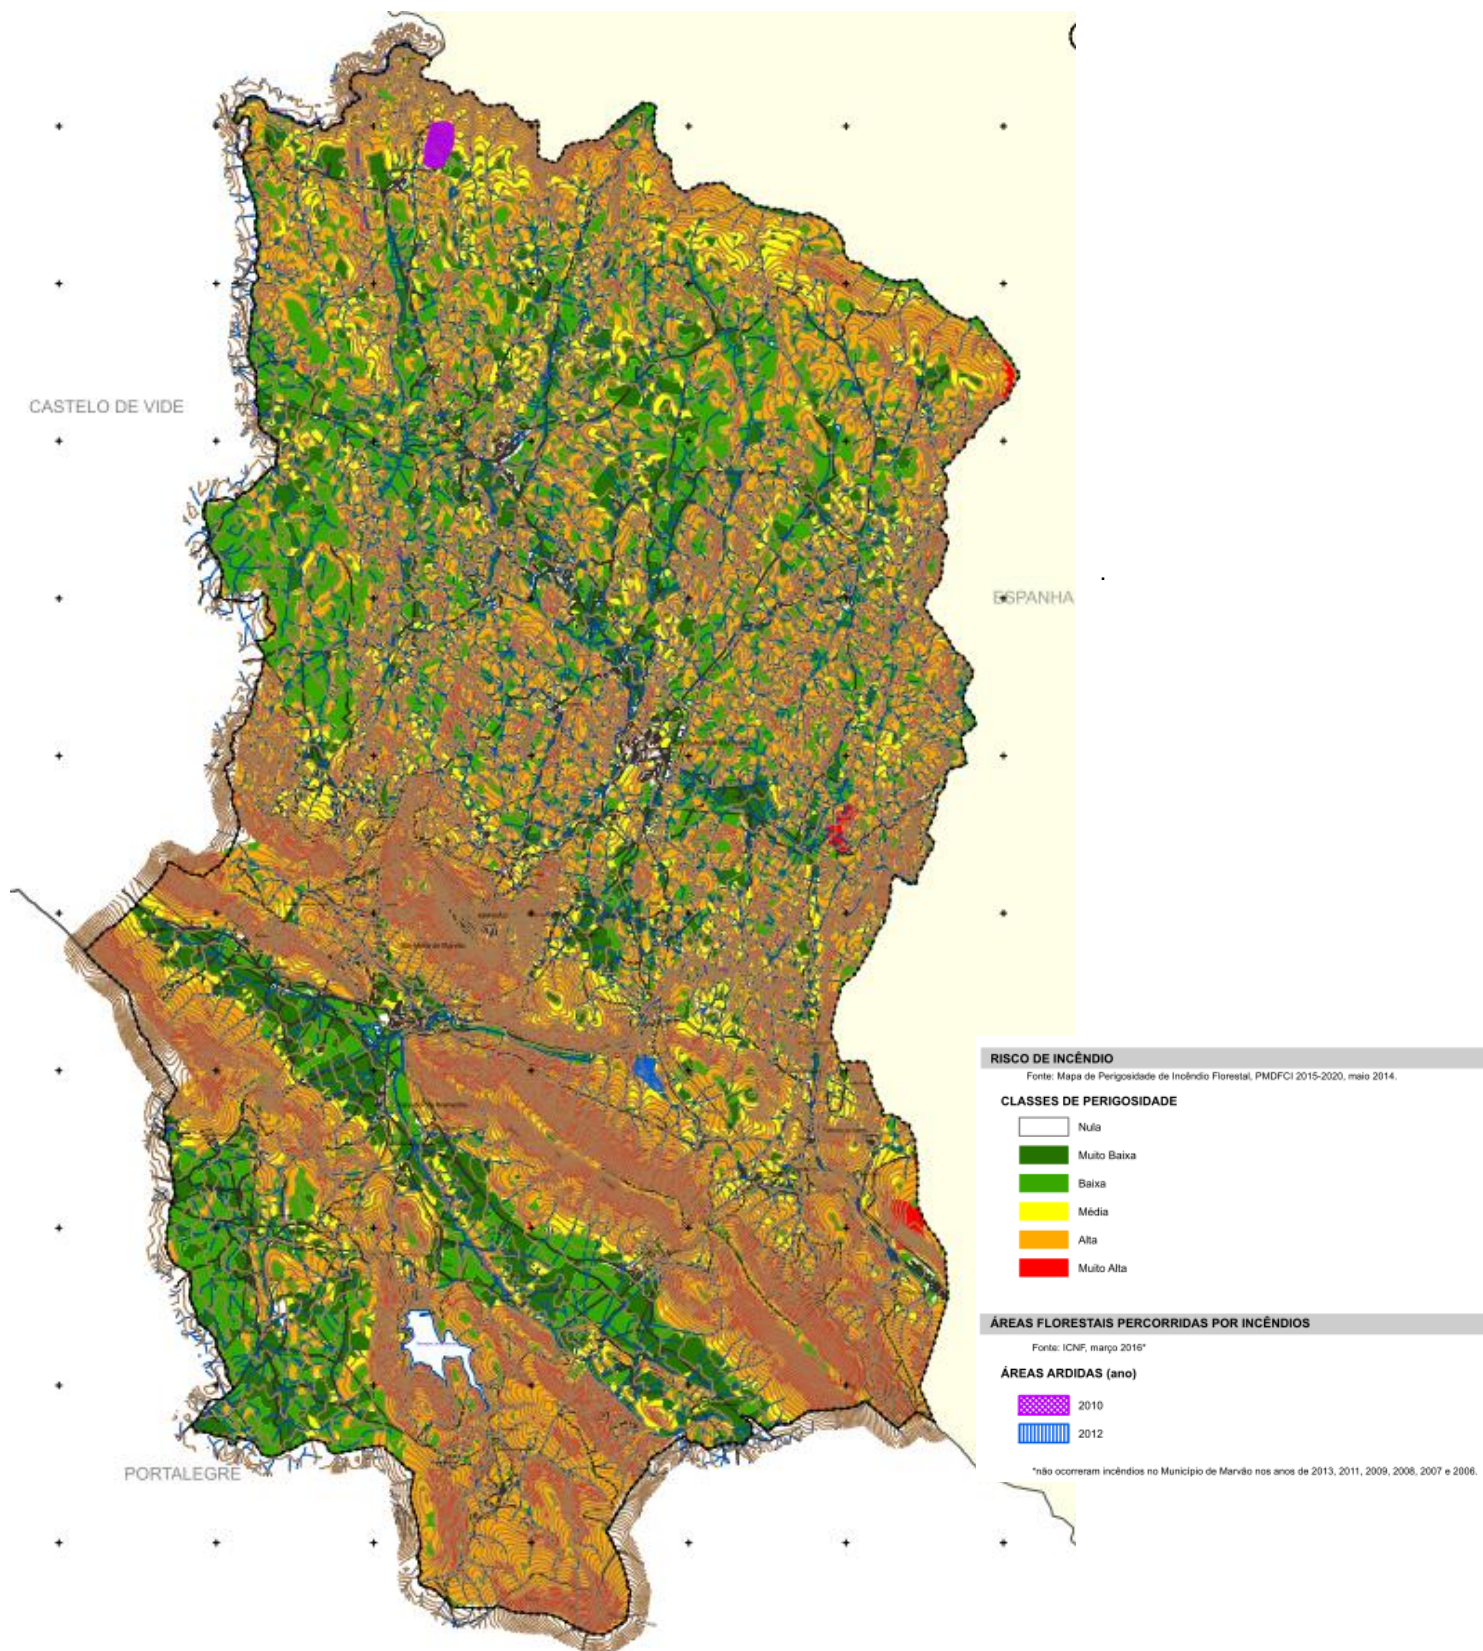 CASTELO DE VIDE
ESPANHA
PORTALEGRE
RISCO DE INCÊNDIO
Fonte: Mapa de Perigosidade de Incêndio Florestal, PMDFCI 2015-2020, maio 2014.
CLASSES DE PERIGOSIDADE
Nula
Muito Baixa
Baixa
Média
Alta
Muito Alta
ÁREAS FLORESTAIS PERCORRIDAS POR INCÊNDIOS
Fonte: ICNF, março 2016*
ÁREAS ARDIDAS (ano)
2010
2012
*não ocorreram incêndios no Município de Marvão nos anos de 2013, 2011, 2009, 2008, 2007 e 2006.